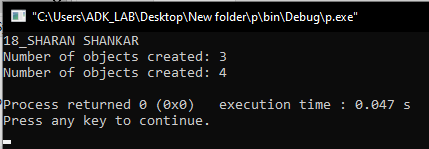 "C:\Users\ADK_LAB\Desktop\New folder\p\bin\Debug\p.exe"
18_SHARAN SHANKAR
Number of objects created: 3
Number of objects created: 4
Process returned 0 (0x0)   execution time : 0.047 s
Press any key to continue.